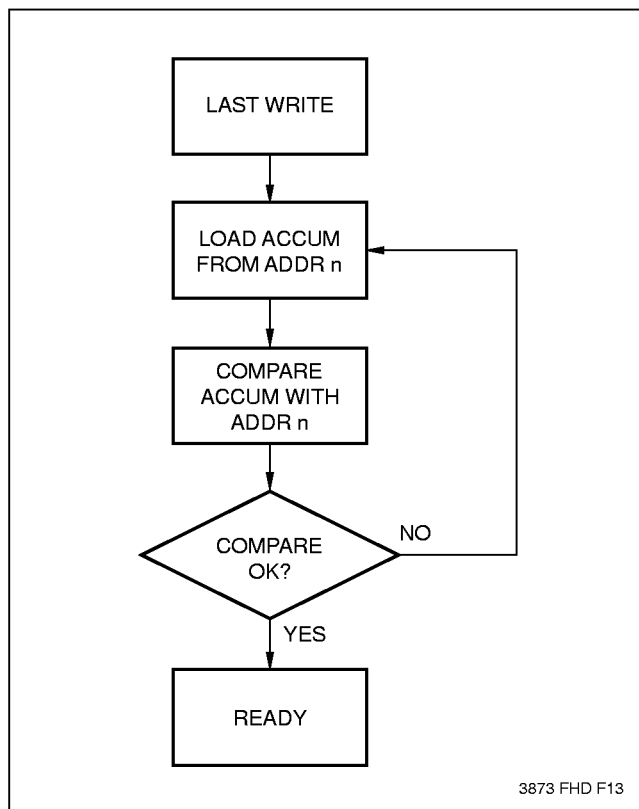 LAST WRITE
LOAD ACCUM
FROM ADDR n
COMPARE
ACCUM WITH
ADDR n
COMPARE
OK?
NO
YES
READY
3873 FHD F13